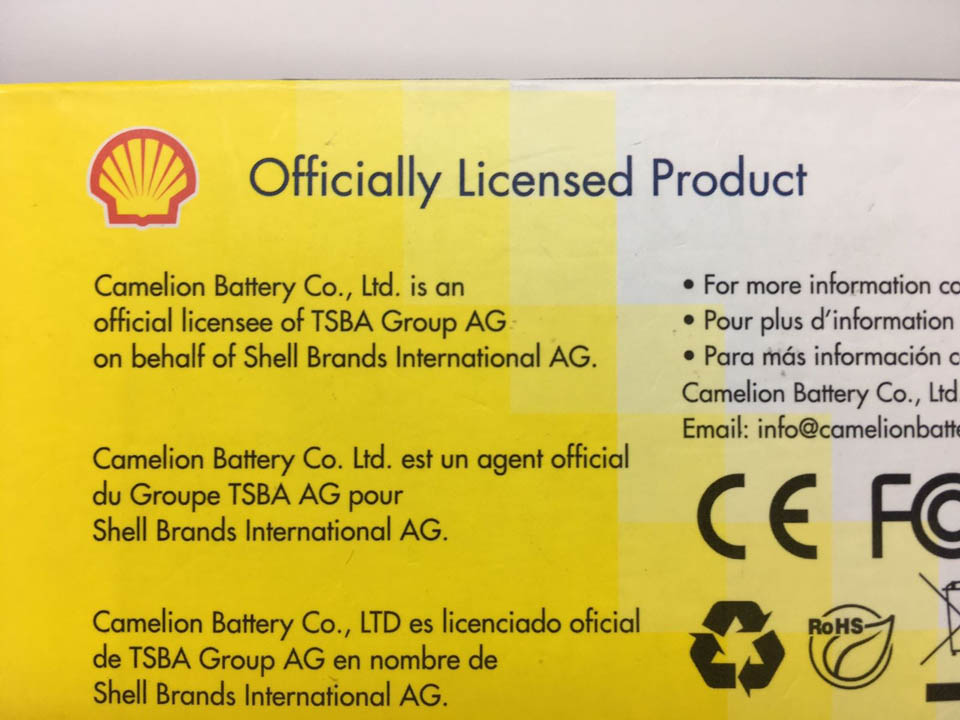 Officially Licensed Product
Camelion Battery Co., Ltd. is an
official licensee of TSBA Group AG
on behalf of Shell Brands International AG.
Camelion Battery Co. Ltd. est un agent official
du Groupe TSBA AG pour
Shell Brands International AG.
Camelion Battery Co., LTD es licenciado oficial
de TSBA Group AG en nombre de
Shell Brands International AG.
• For more information
• Pour plus d’information
• Para más información
Camelion Battery Co., Ltd
Email: info@camelionbatte
CE FC
RoHS